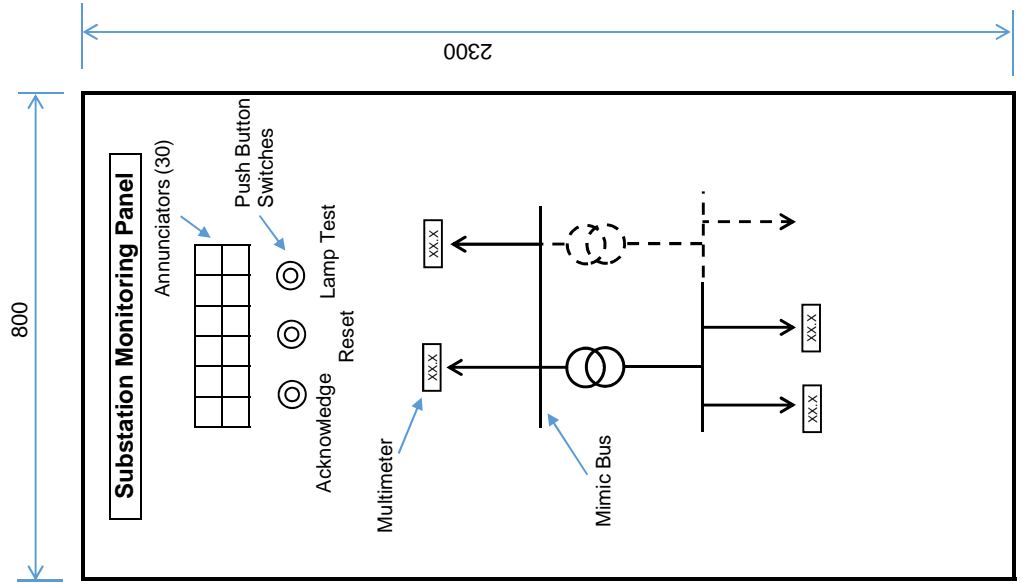 800
2300
Substation Monitoring Panel
Annunciators (30)
Push Button
Switches
Acknowledge
Reset
Lamp Test
Multimeter
XX.X
XX.X
Mimic Bus
XX.X
XX.X